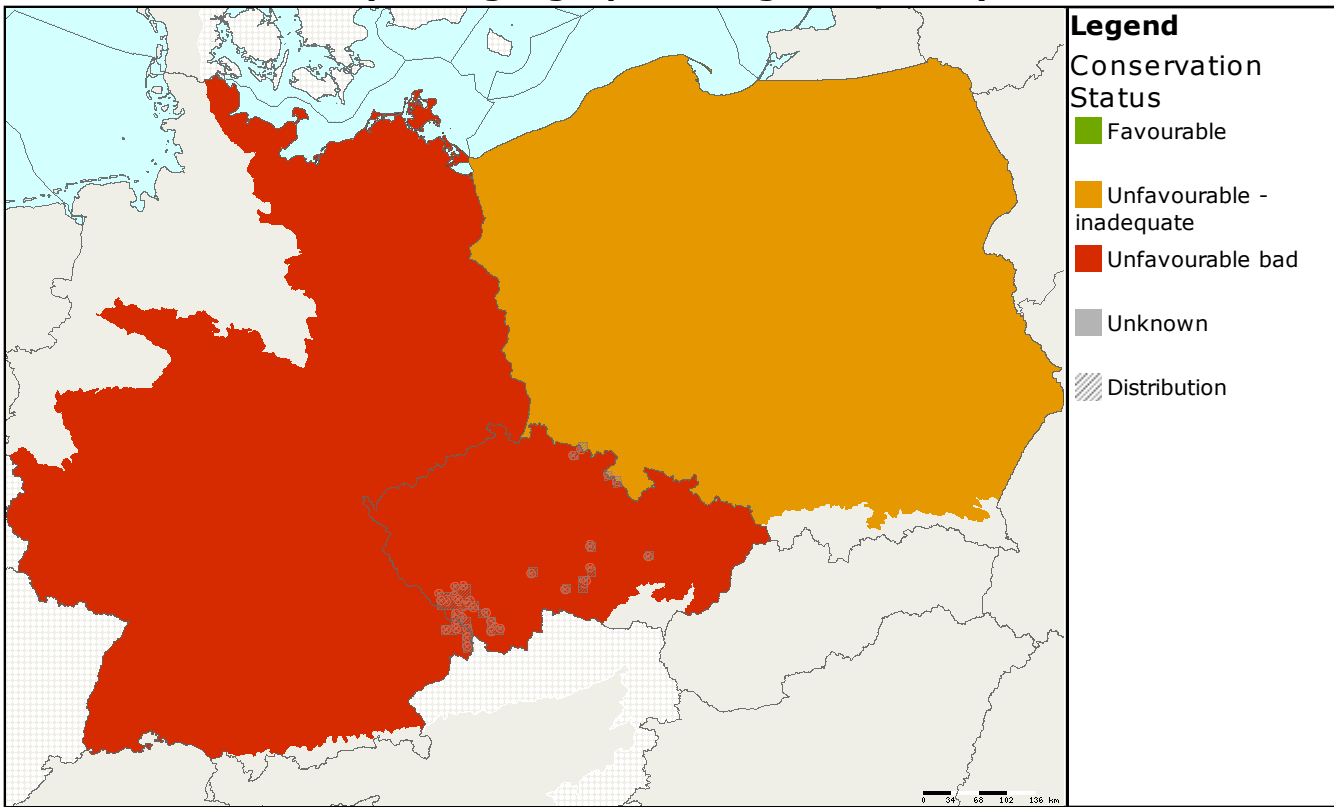 Legend
Conservation
Status
Favourable
Unfavourable -
inadequate
Unfavourable bad
Unknown
Distribution
0 34 68 102 136 km